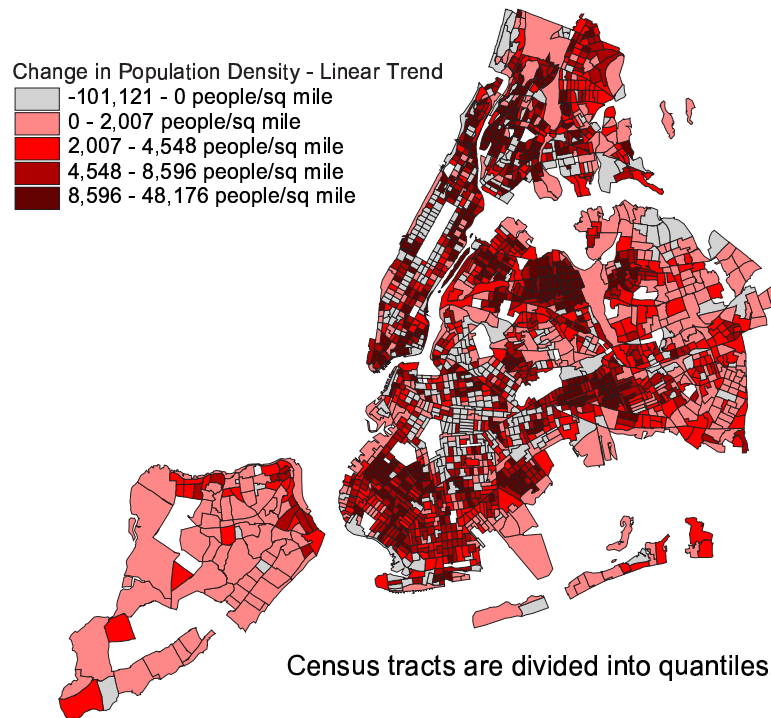 Change in Population Density - Linear Trend
-101,121 - 0 people/sq mile
0 - 2,007 people/sq mile
2,007 - 4,548 people/sq mile
4,548 - 8,596 people/sq mile
8,596 - 48,176 people/sq mile
Census tracts are divided into quantiles